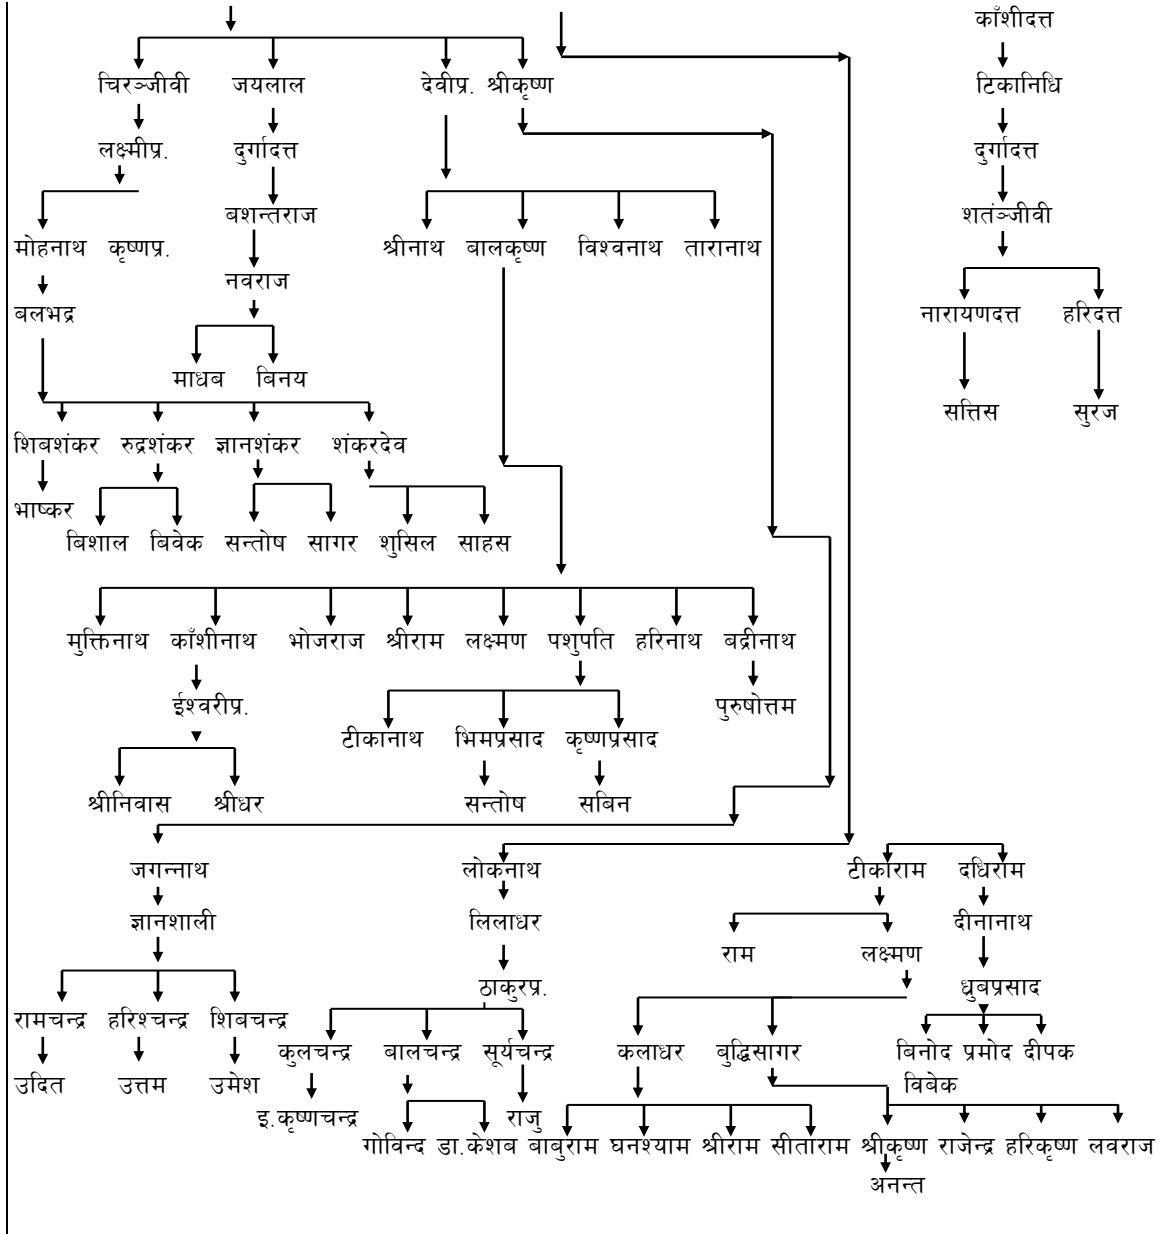 काँशीदत्त
चिरञ्जीवी जयलाल देवीप्र. श्रीकृष्ण टिकानिधि
लक्ष्मीप्र. दुर्गादत्त दुर्गादत्त
बशन्तराज शतंञ्जीवी
मोहनाथ कृष्णप्र. श्रीनाथ बालकृष्ण विश्वनाथ तारानाथ
नवराज
बलभद्र नारायणदत्त हरिदत्त
माधब बिनय
सत्तिस सुरज
शिबशंकर रुद्रशंकर ज्ञानशंकर शंकरदेव
भाष्कर
बिशाल बिवेक सन्तोष सागर शुसिल साहस
मुक्तिनाथ काँशीनाथ भोजराज श्रीराम लक्ष्मण पशुपति हरिनाथ बद्रीनाथ
ईश्वरीप्र. पुरुषोत्तम
टीकानाथ भिमप्रसाद कृष्णप्रसाद
श्रीनिवास श्रीधर सन्तोष सबिन
जगन्नाथ लोकनाथ टीकाराम दधिराम
ज्ञानशाली लिलाधर दीनानाथ
राम लक्ष्मण
ठाकुरप्र. ध्रुबप्रसाद
रामचन्द्र हरिश्चन्द्र शिबचन्द्र
कुलचन्द्र बालचन्द्र सूर्यचन्द्र कलाधर बुद्धिसागर बिनोद प्रमोद दीपक
उदित उत्तम उमेश विबेक
इ.कृष्णचन्द्र राजु
गोविन्द डा.केशब बाबुराम घनश्याम श्रीराम सीताराम श्रीकृष्ण राजेन्द्र हरिकृष्ण लवराज
अनन्त